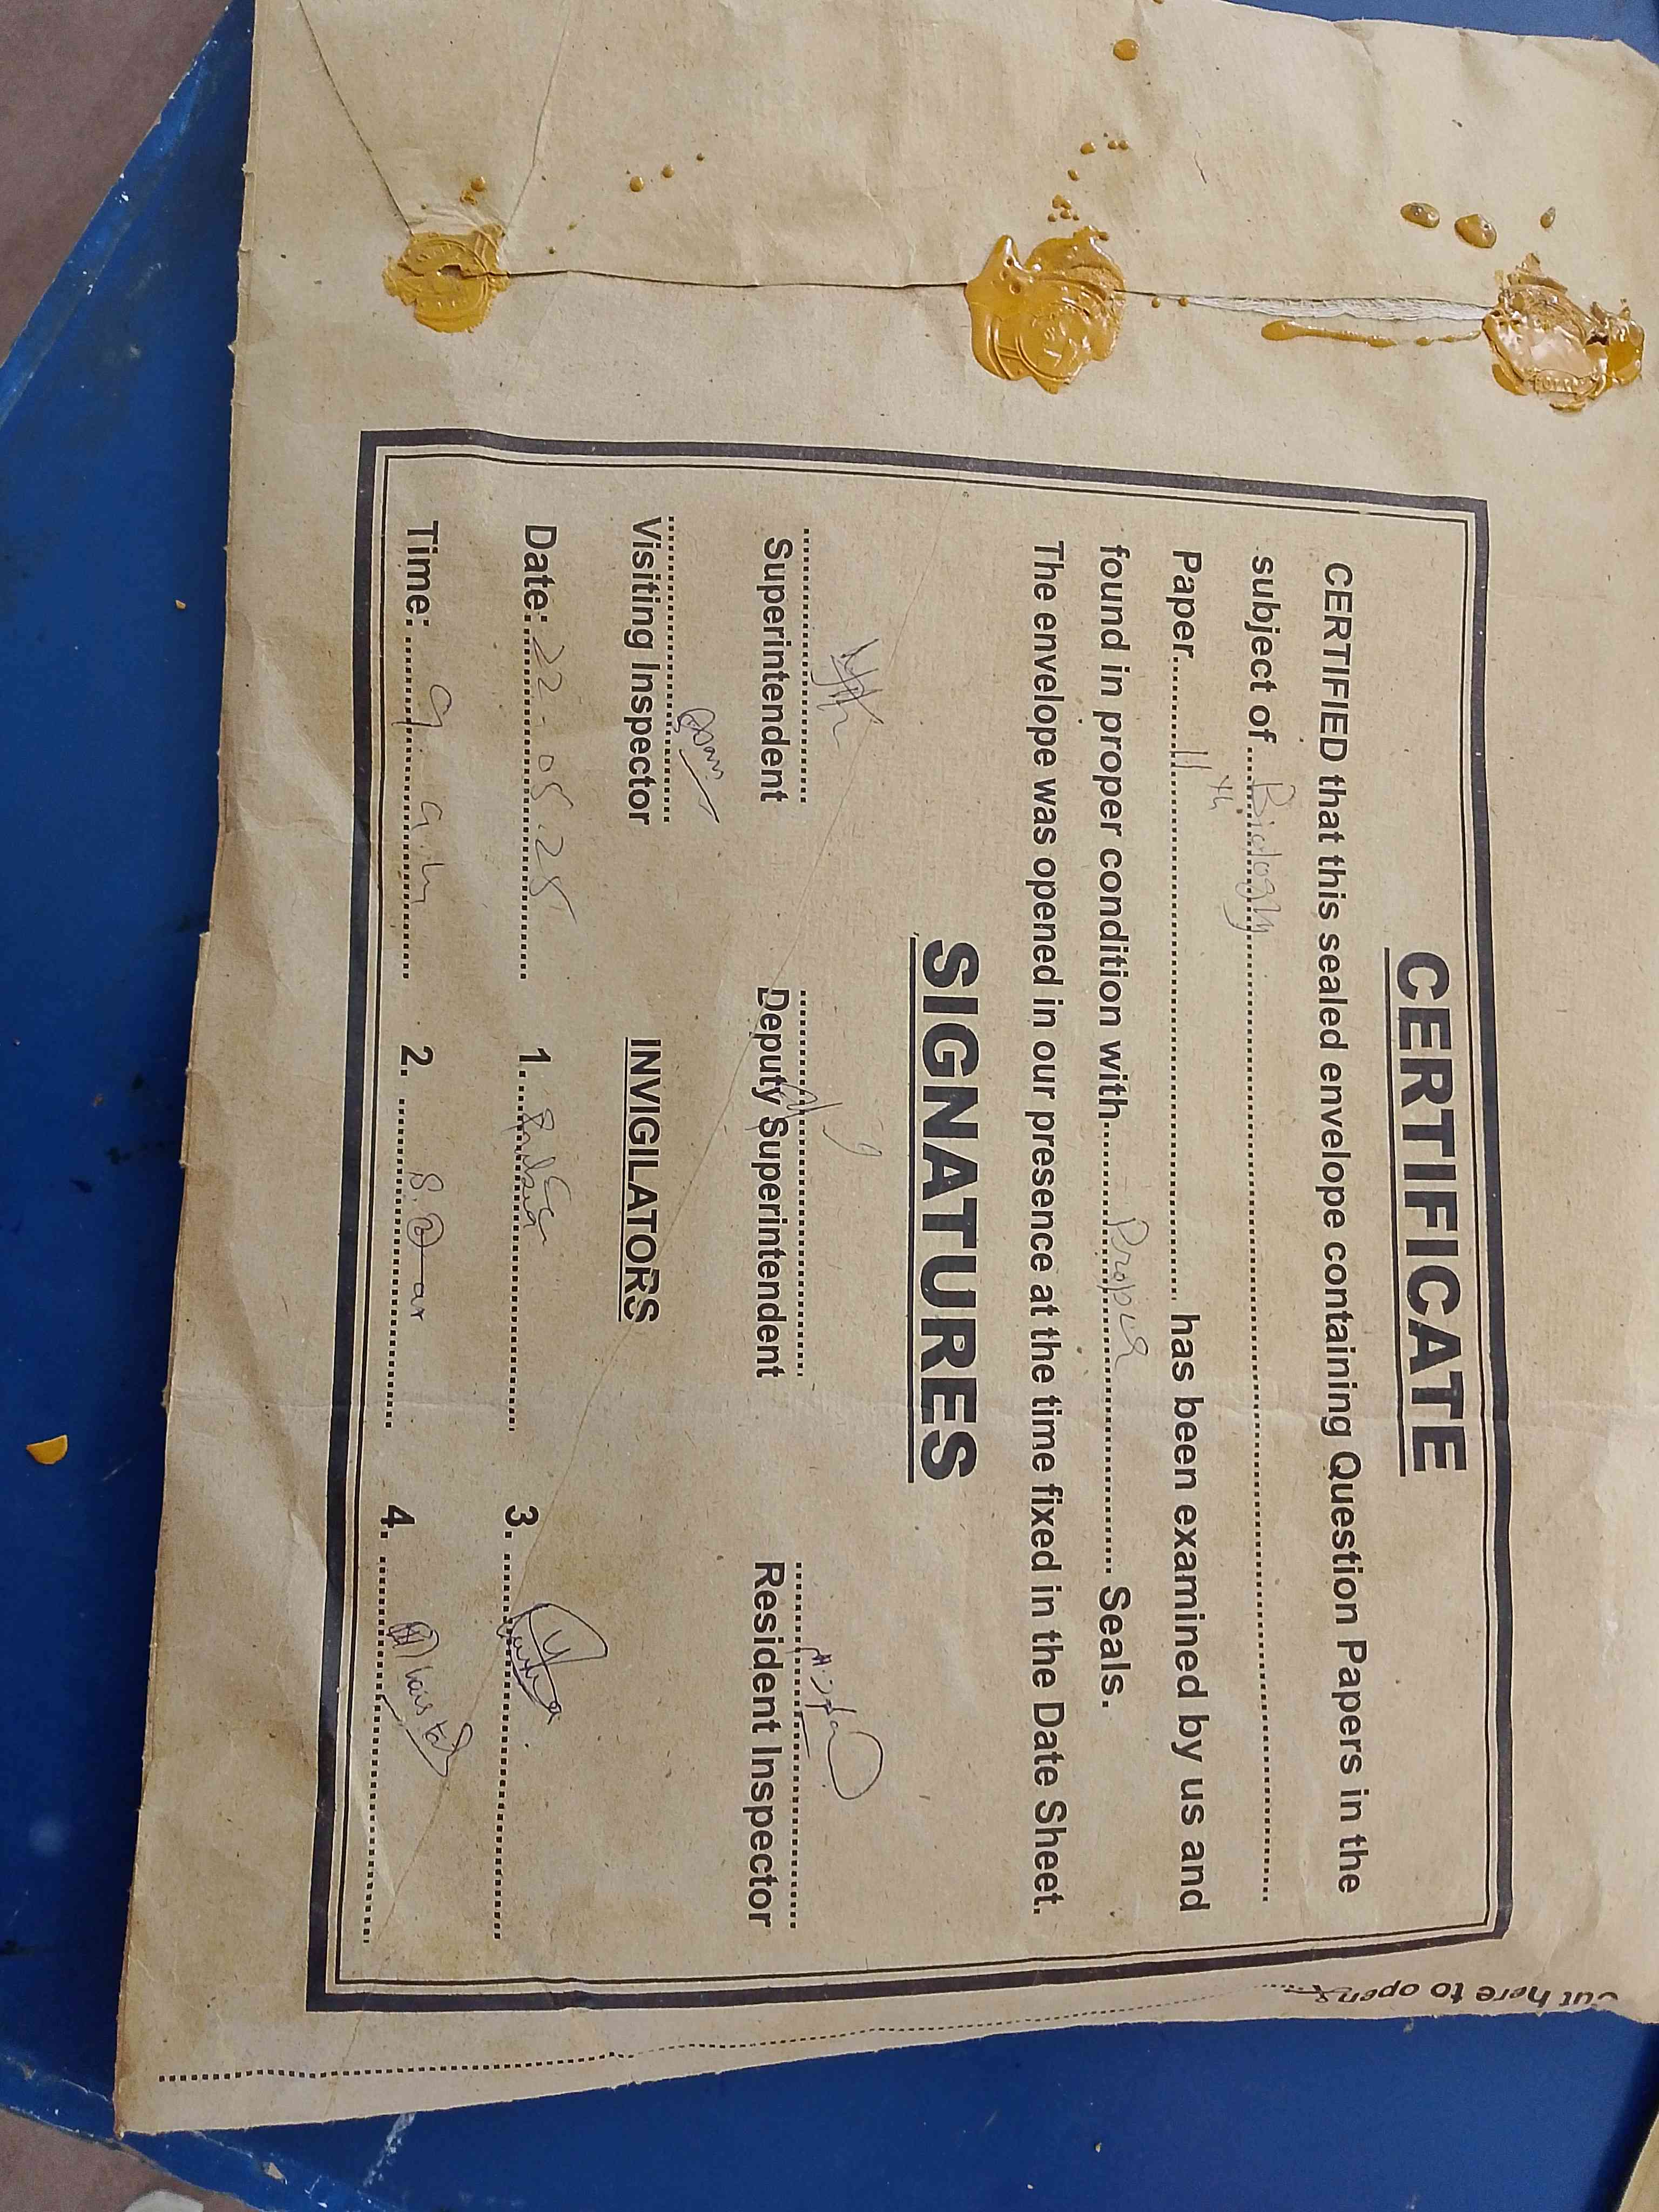 CERTIFICATE
CERTIFIED that this sealed envelope containing Question Papers in the
subject of Biology
Paper 11th has been examined by us and
found in proper condition with Proper Seals.
The envelope was opened in our presence at the time fixed in the Date Sheet.
SIGNATURES
Superintendent Deputy Superintendent Resident Inspector
Visiting Inspector INVIGILATORS
Date: 22-05.25 1. 3.
Time: 9 a.m 2. 4.
cut here to open